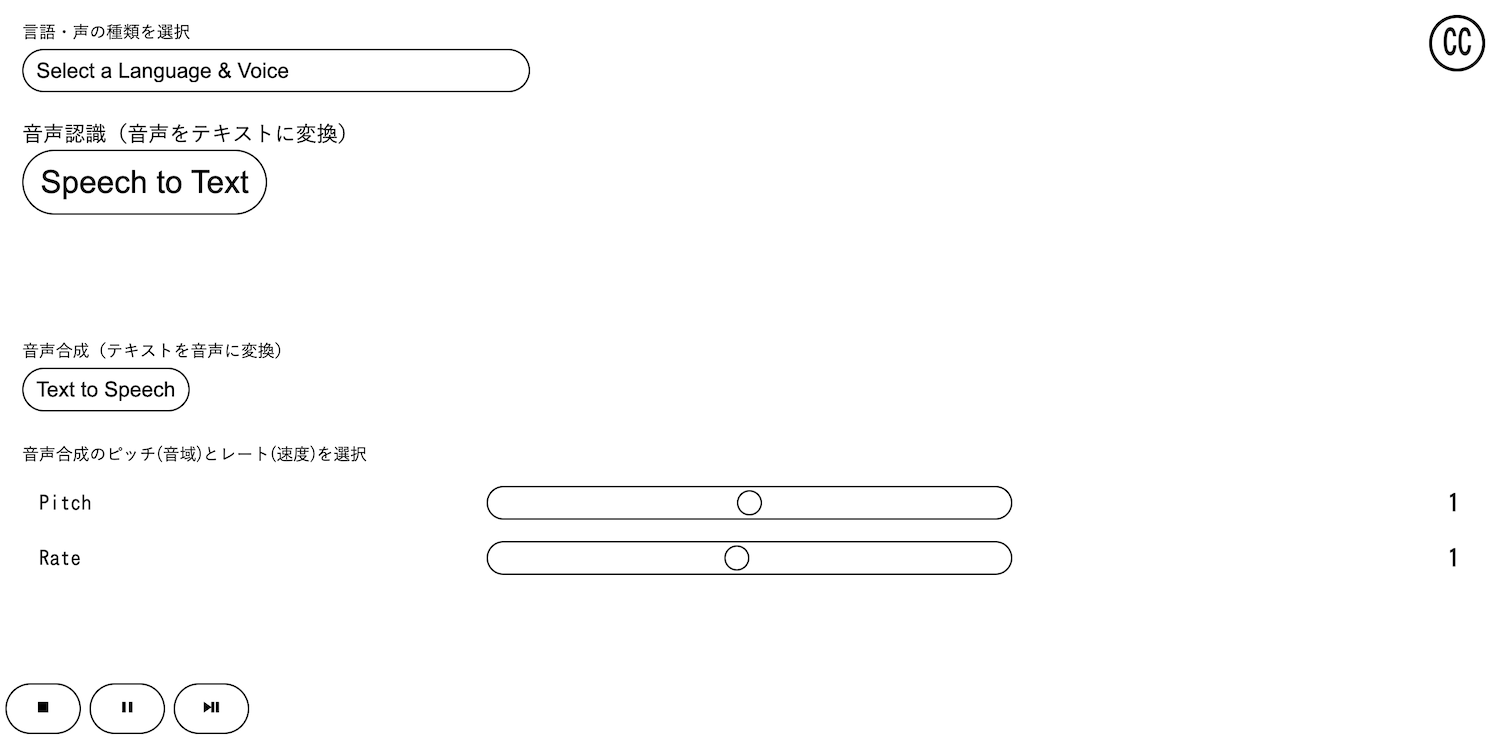 言語・声の種類を選択
CC
Select a Language & Voice
音声認識（音声をテキストに変換）
Speech to Text
音声合成（テキストを音声に変換）
Text to Speech
音声合成のピッチ(音域)とレート(速度)を選択
Pitch 1
Rate 1